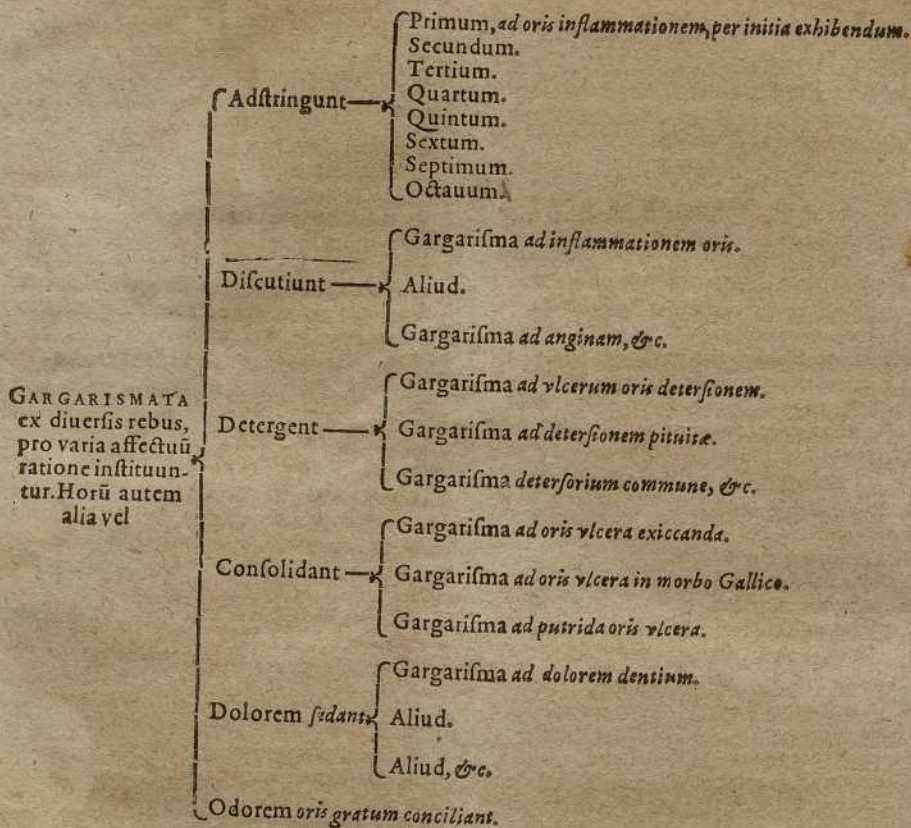 GARGARISMATA
ex diuerſis rebus,
pro varia affectuū
ratione inſtituun-
tur. Horū autem
alia vel
Adſtringunt
Primum, ad oris inflammationem, per initia exhibendum.
Secundum.
Tertium.
Quartum.
Quintum.
Sextum.
Septimum.
Octauum.
Diſcutiunt
Gargariſma ad inflammationem oris.
Aliud.
Gargariſma ad anginam, &c.
Detergent
Gargariſma ad vlcerum oris deterſionem.
Gargariſma ad deterſionem pituitæ.
Gargariſma deterſorium commune, &c.
Conſolidant
Gargariſma ad oris vlcera exiccanda.
Gargariſma ad oris vlcera in morbo Gallico.
Gargariſma ad putrida oris vlcera.
Dolorem ſedant
Gargariſma ad dolorem dentium.
Aliud.
Aliud, &c.
Odorem oris gratum conciliant.